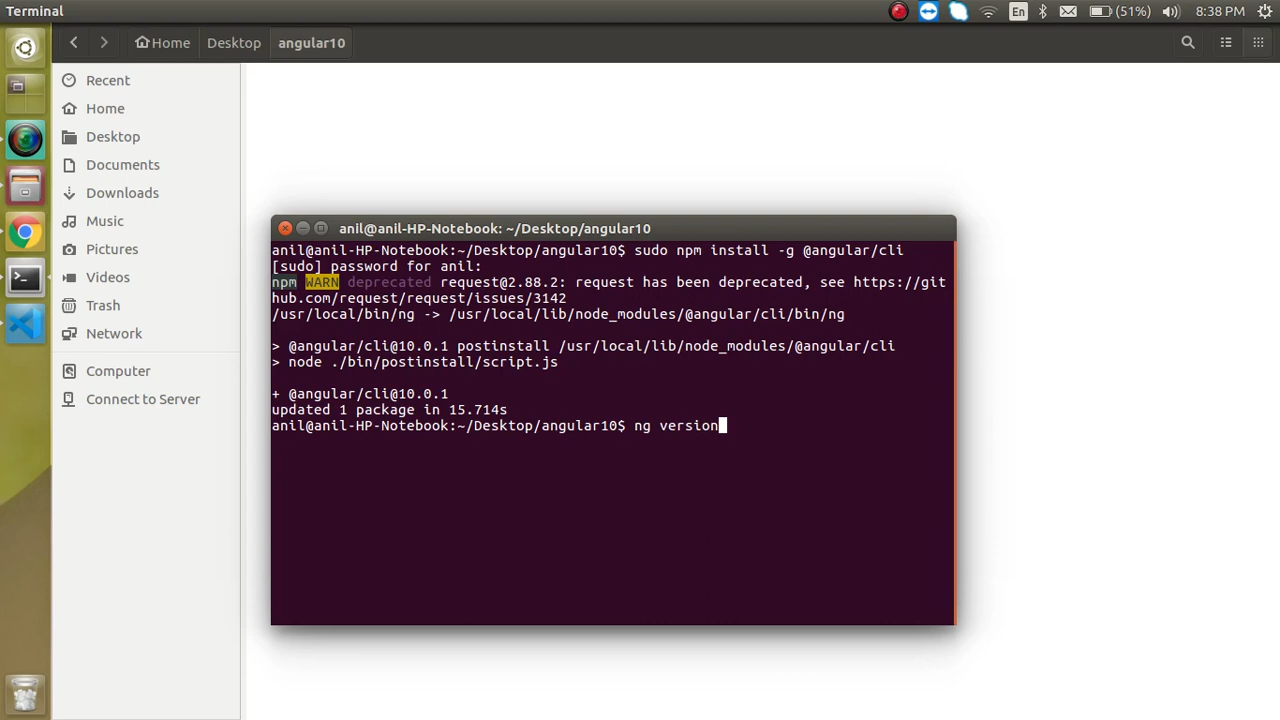 Terminal
En
(51%)
8:38 PM
Home
Desktop
angular10
Recent
Home
Desktop
Documents
Downloads
Music
Pictures
Videos
Trash
Network
Computer
Connect to Server
anil@anil-HP-Notebook: ~/Desktop/angular10
anil@anil-HP-Notebook:~/Desktop/angular10$ sudo npm install -g @angular/cli
[sudo] password for anil:
npm WARN deprecated request@2.88.2: request has been deprecated, see https://git
hub.com/request/request/issues/3142
/usr/local/bin/ng -> /usr/local/lib/node_modules/@angular/cli/bin/ng
> @angular/cli@10.0.1 postinstall /usr/local/lib/node_modules/@angular/cli
> node ./bin/postinstall/script.js
+ @angular/cli@10.0.1
updated 1 package in 15.714s
anil@anil-HP-Notebook:~/Desktop/angular10$ ng version